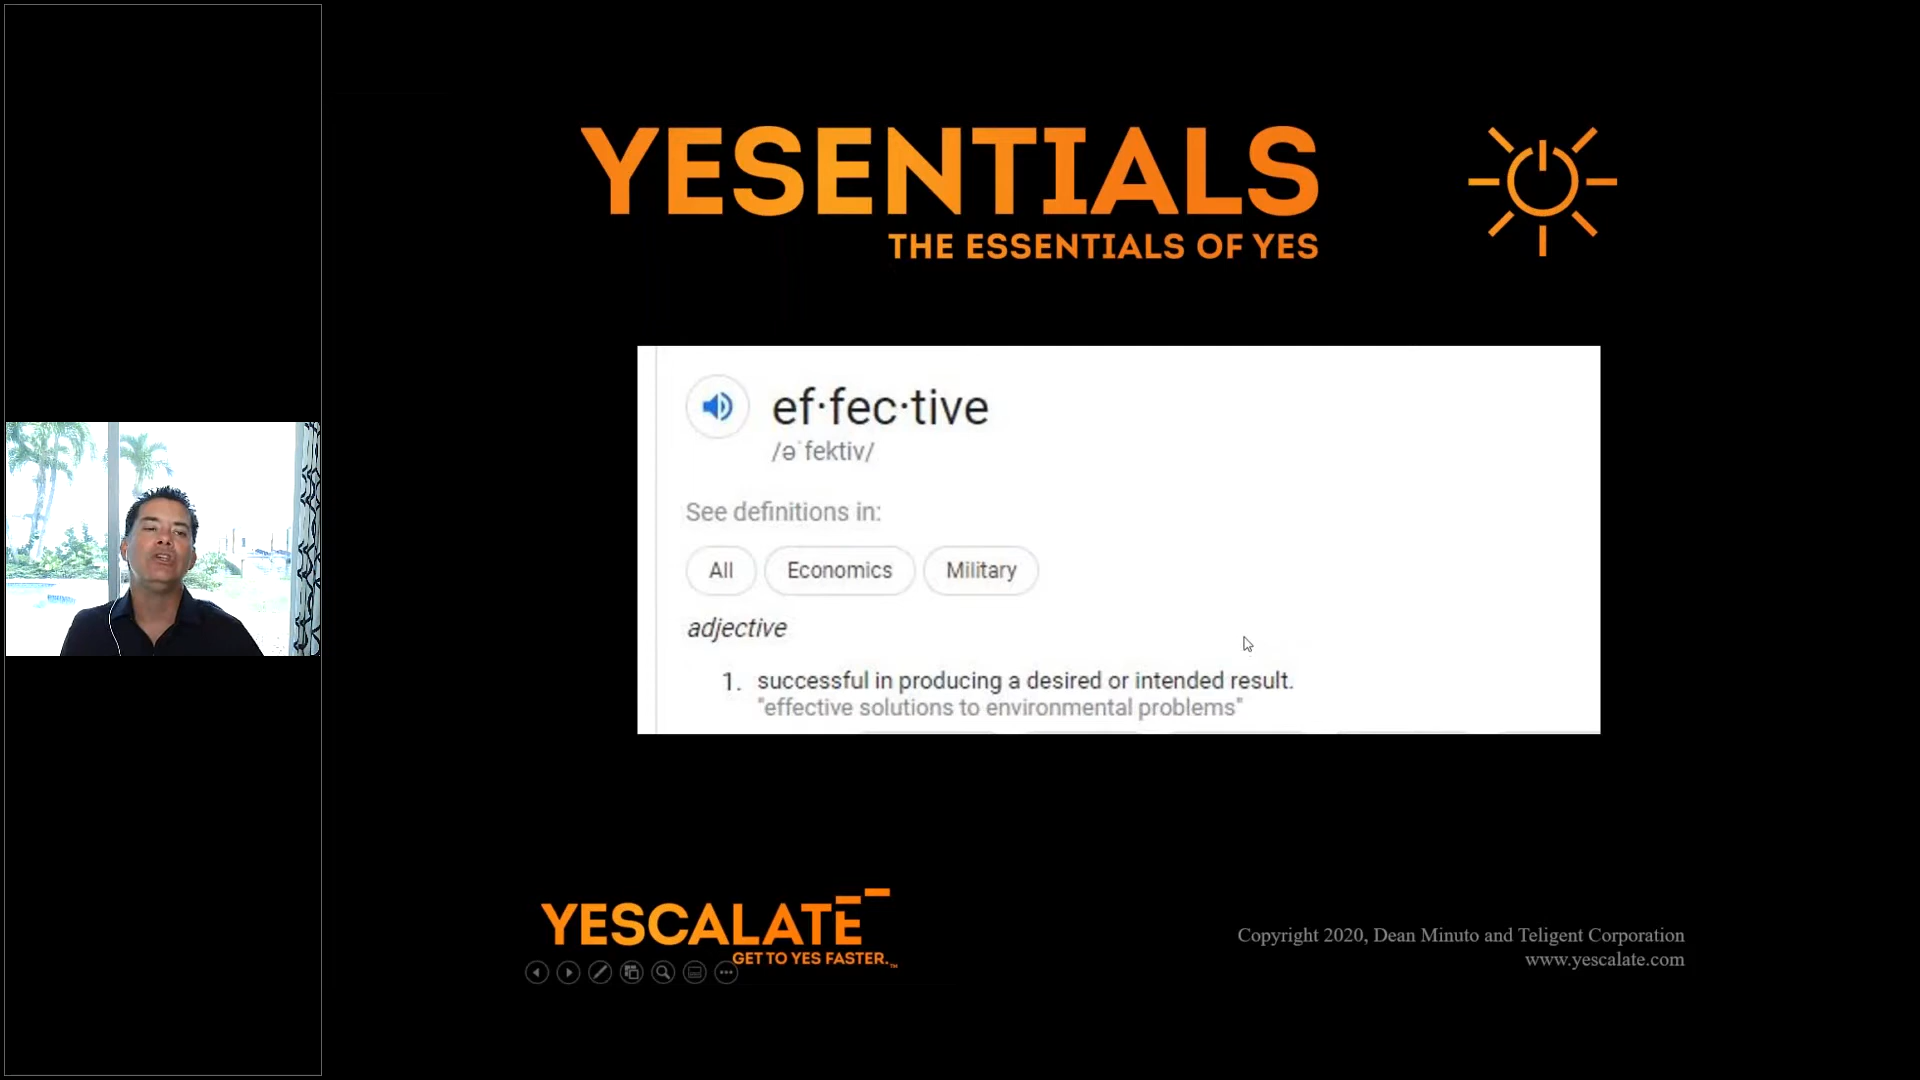 YESENTIALS
THE ESSENTIALS OF YES
ef·fec·tive
/əˈfektiv/
See definitions in:
All
Economics
Military
adjective
1. successful in producing a desired or intended result.
"effective solutions to environmental problems"
YESCALATE
GET TO YES FASTER.™
Copyright 2020, Dean Minuto and Teligent Corporation
www.yescalate.com